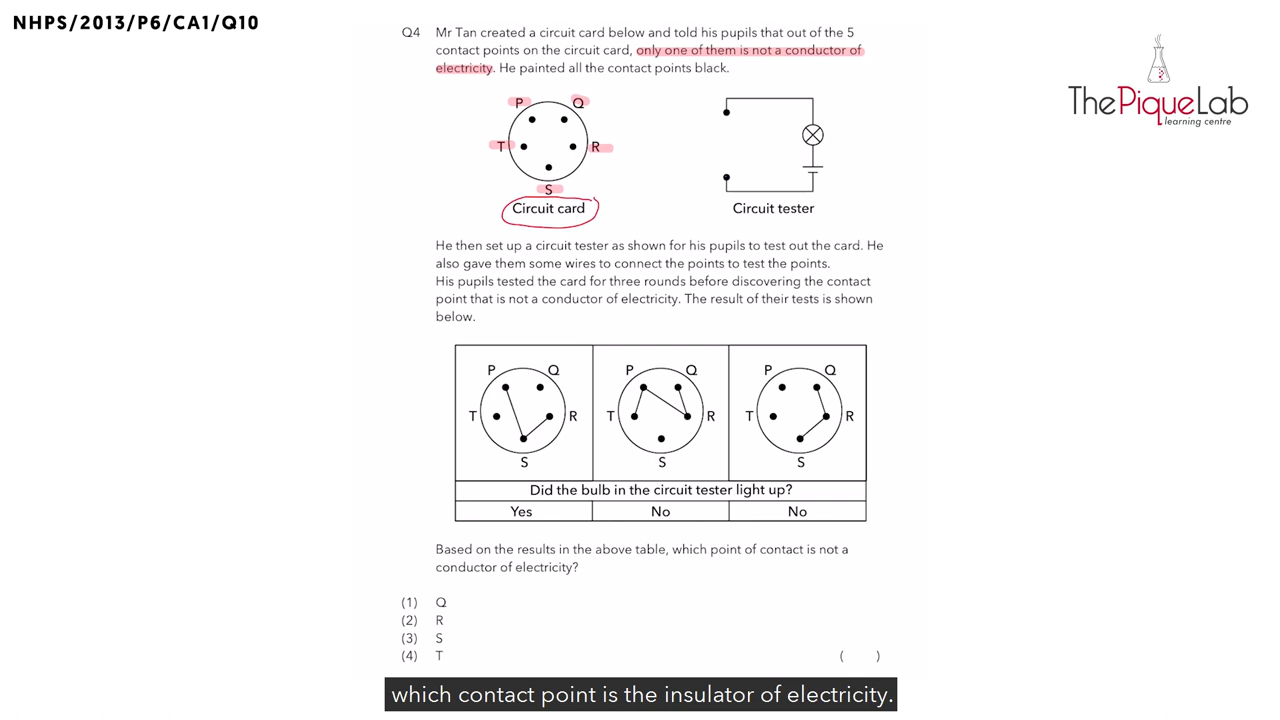 NHPS/2013/P6/CA1/Q10
Q4 Mr Tan created a circuit card below and told his pupils that out of the 5
contact points on the circuit card, only one of them is not a conductor of
electricity. He painted all the contact points black.
ThePiqueLab
learning centre
P Q
T R
S
Circuit card
Circuit tester
He then set up a circuit tester as shown for his pupils to test out the card. He
also gave them some wires to connect the points to test the points.
His pupils tested the card for three rounds before discovering the contact
point that is not a conductor of electricity. The result of their tests is shown
below.
P Q P Q P Q
T R T R T R
S S S
Did the bulb in the circuit tester light up?
Yes No No
Based on the results in the above table, which point of contact is not a
conductor of electricity?
(1) Q
(2) R
(3) S
(4) T ( )
which contact point is the insulator of electricity.